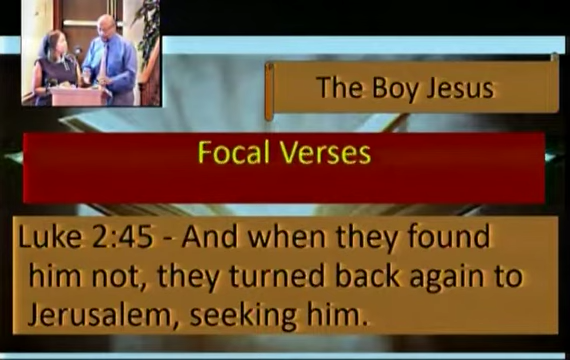 The Boy Jesus
Focal Verses
Luke 2:45 - And when they found
him not, they turned back again to
Jerusalem, seeking him.